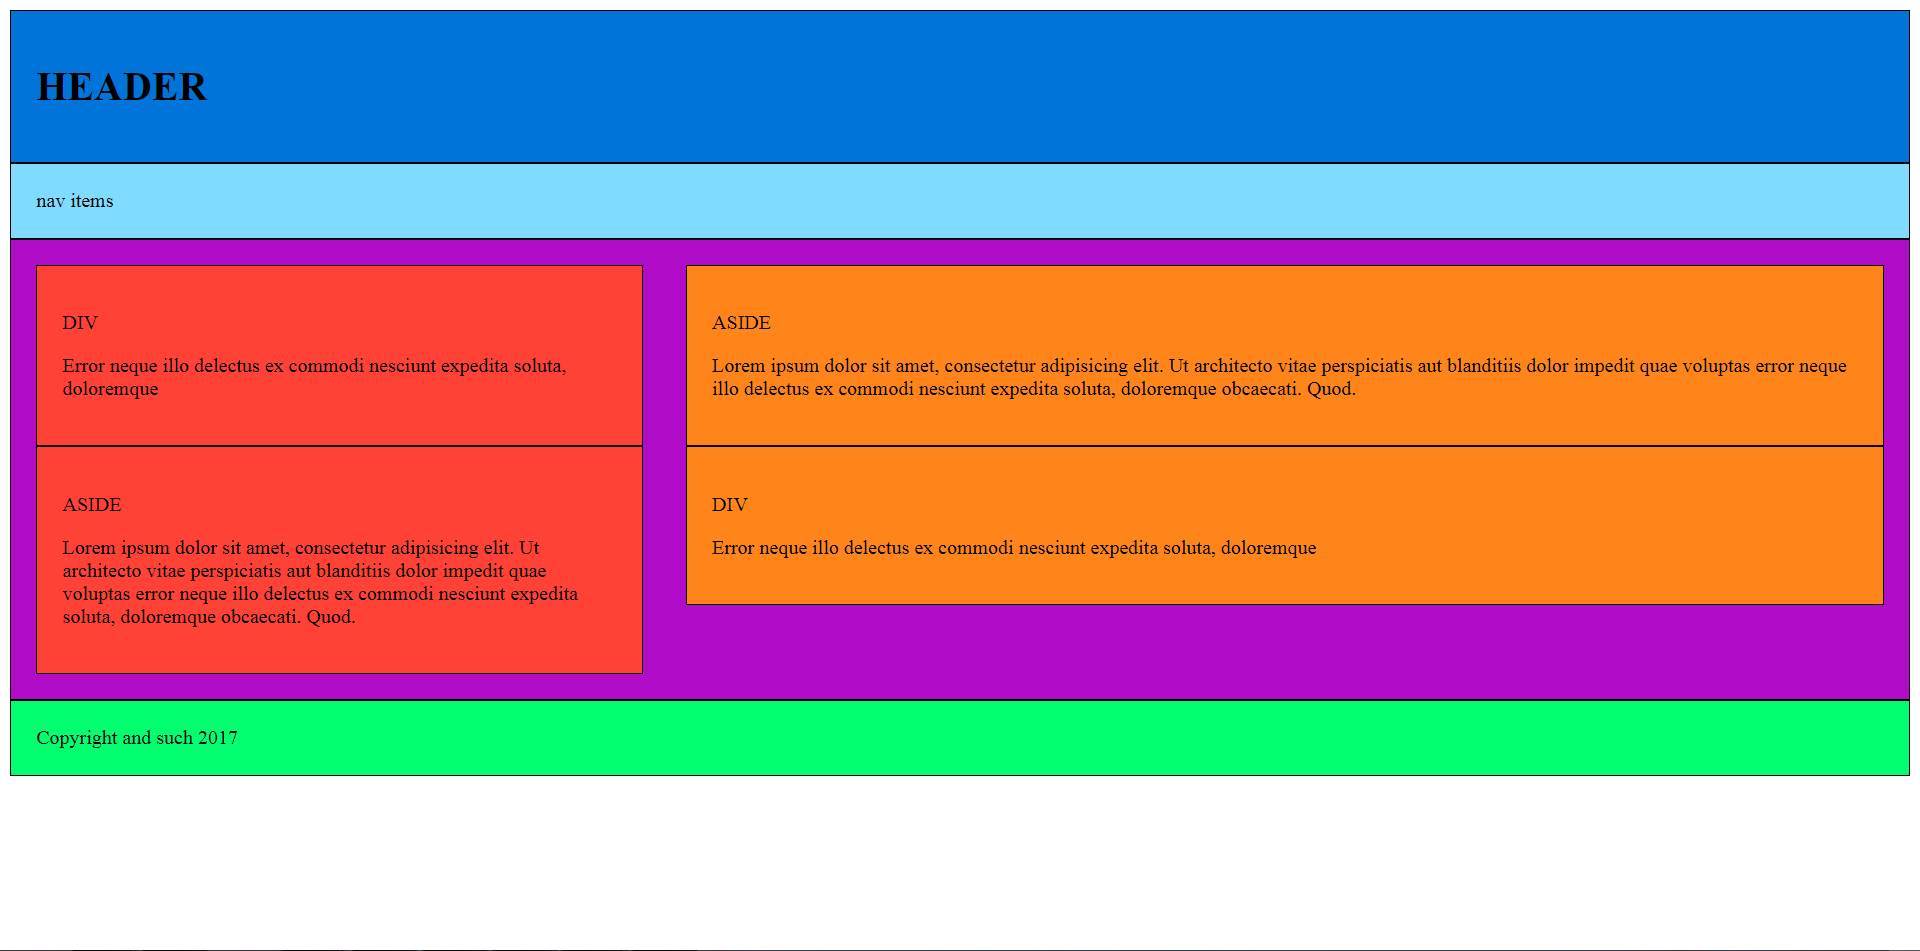 HEADER
nav items
DIV
Error neque illo delectus ex commodi nesciunt expedita soluta,
doloremque
ASIDE
Lorem ipsum dolor sit amet, consectetur adipisicing elit. Ut
architecto vitae perspiciatis aut blanditiis dolor impedit quae
voluptas error neque illo delectus ex commodi nesciunt expedita
soluta, doloremque obcaecati. Quod.
ASIDE
Lorem ipsum dolor sit amet, consectetur adipisicing elit. Ut architecto vitae perspiciatis aut blanditiis dolor impedit quae voluptas error neque
illo delectus ex commodi nesciunt expedita soluta, doloremque obcaecati. Quod.
DIV
Error neque illo delectus ex commodi nesciunt expedita soluta, doloremque
Copyright and such 2017